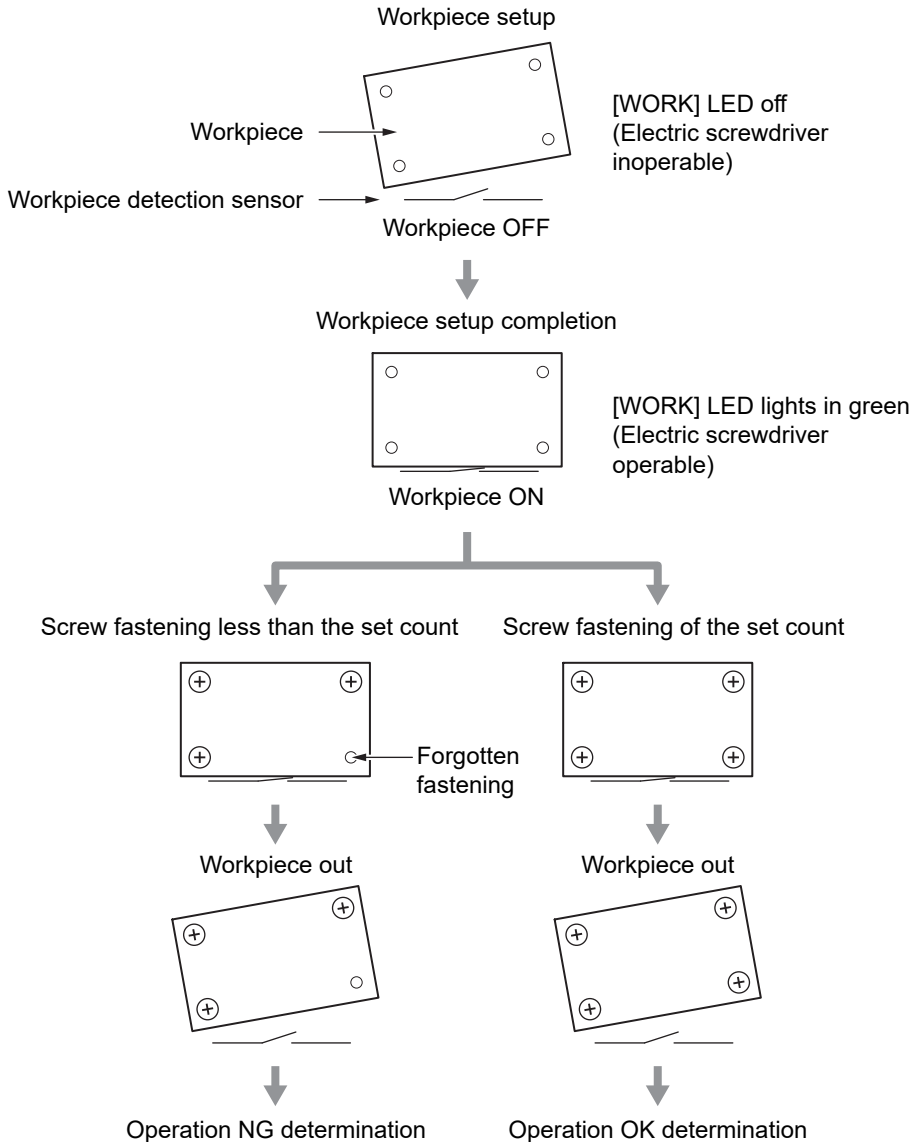 Workpiece setup
[WORK] LED off
(Electric screwdriver
inoperable)
Workpiece
Workpiece detection sensor
Workpiece OFF
Workpiece setup completion
[WORK] LED lights in green
(Electric screwdriver
operable)
Workpiece ON
Screw fastening less than the set count
Screw fastening of the set count
Forgotten
fastening
Workpiece out
Workpiece out
Operation NG determination
Operation OK determination